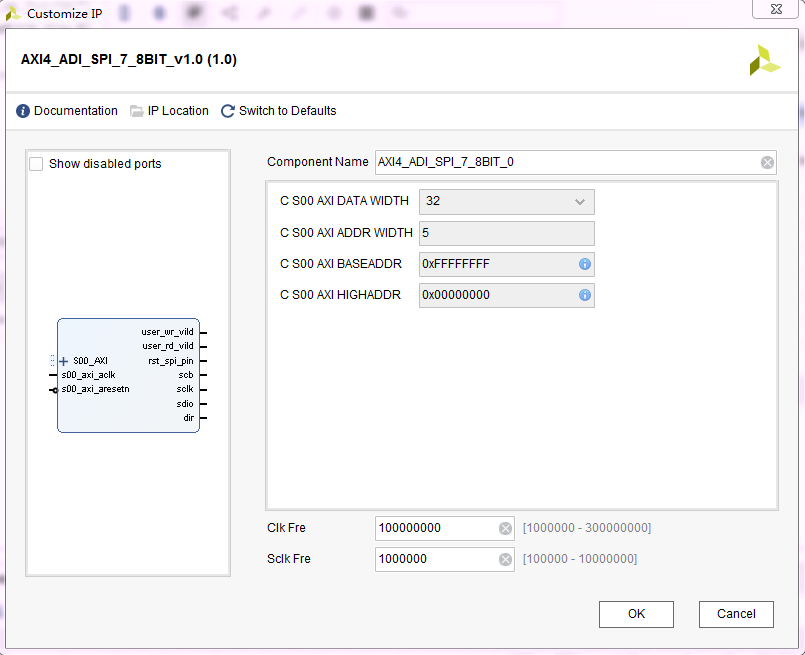 Customize IP
AXI4_ADI_SPI_7_8BIT_v1.0 (1.0)
Documentation IP Location Switch to Defaults
Show disabled ports
Component Name AXI4_ADI_SPI_7_8BIT_0
C S00 AXI DATA WIDTH 32
C S00 AXI ADDR WIDTH 5
C S00 AXI BASEADDR 0xFFFFFFFF
C S00 AXI HIGHADDR 0x00000000
user_wr_vild
user_rd_vild
S00_AXI rst_spi_pin
s00_axi_aclk scb
s00_axi_aresetn sclk
sdio
dir
Clk Fre 100000000 [1000000 - 300000000]
Sclk Fre 1000000 [100000 - 10000000]
OK Cancel